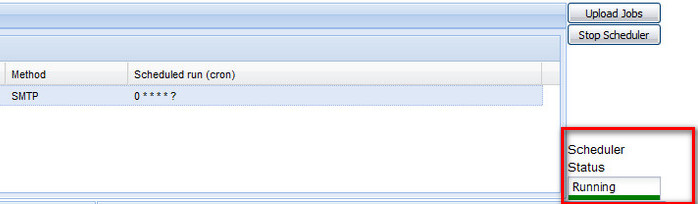 Upload Jobs
Stop Scheduler
Method Scheduled run (cron)
SMTP 0 * * * * ?
Scheduler
Status
Running